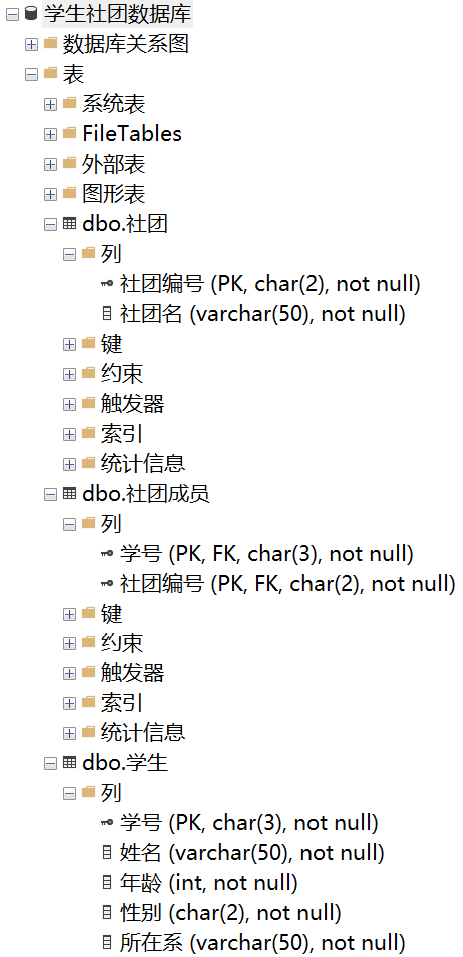 学生社团数据库
数据库关系图
表
系统表
FileTables
外部表
图形表
dbo.社团
列
社团编号 (PK, char(2), not null)
社团名 (varchar(50), not null)
键
约束
触发器
索引
统计信息
dbo.社团成员
列
学号 (PK, FK, char(3), not null)
社团编号 (PK, FK, char(2), not null)
键
约束
触发器
索引
统计信息
dbo.学生
列
学号 (PK, char(3), not null)
姓名 (varchar(50), not null)
年龄 (int, not null)
性别 (char(2), not null)
所在系 (varchar(50), not null)